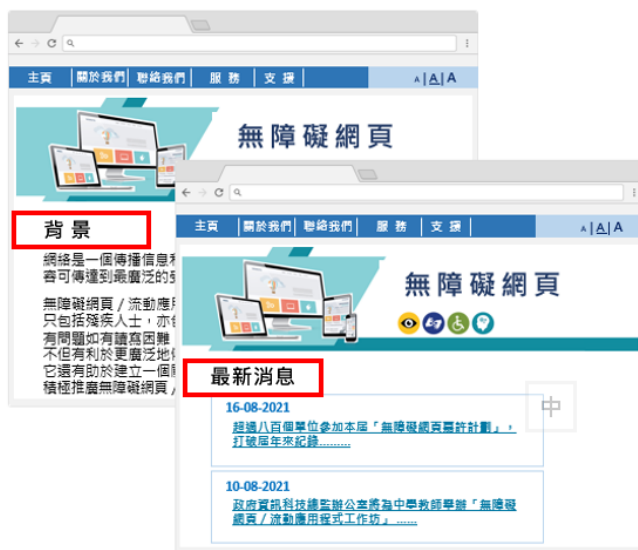 主頁 關於我們 聯絡我們 服務 支援 A A A
無障礙網頁
背景
網絡是一個傳播信息
容可傳達到最廣泛的
無障礙網頁/流動應
只包括殘疾人士,亦
有問題如有讀寫困難
不但有利於更廣泛地
它還有助於建立一個
積極推廣無障礙網頁/
主頁 關於我們 聯絡我們 服務 支援 A A A
無障礙網頁
最新消息
中
16-08-2021
超過八百個單位參加本屆「無障礙網頁嘉許計劃」,
打破歷年來紀錄.........
10-08-2021
政府資訊科技總監辦公室將為中學教師舉辦「無障礙
網頁/流動應用程式工作坊」......